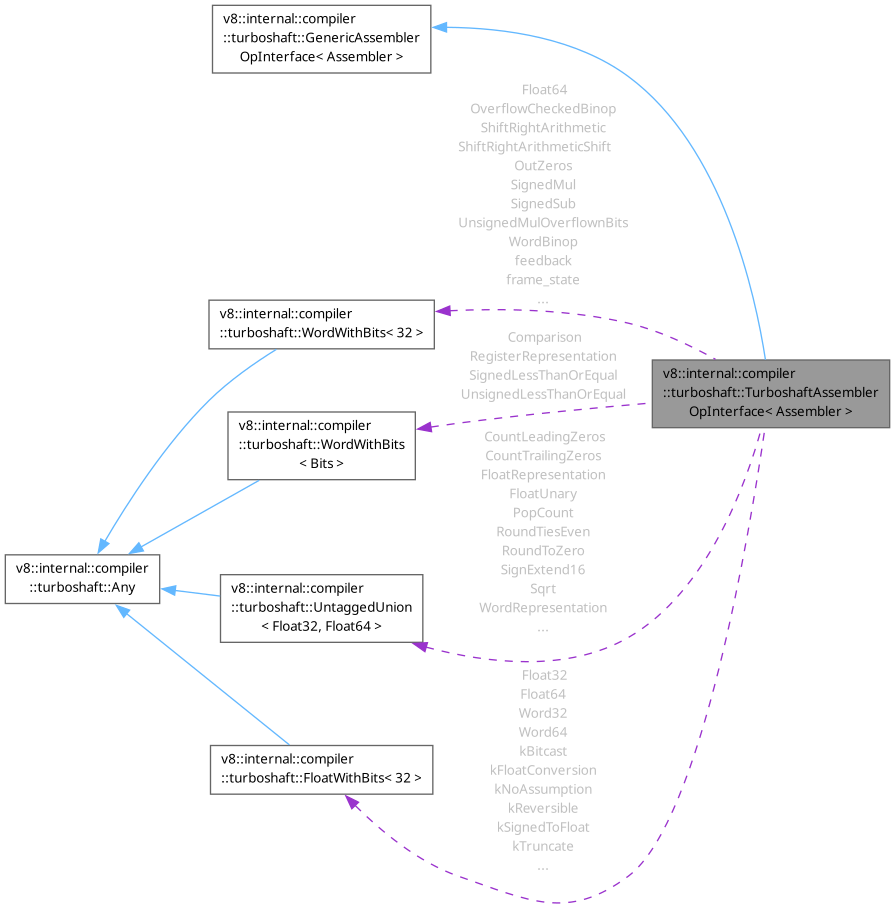 v8::internal::compiler
::turboshaft::GenericAssembler
OpInterface< Assembler >
Float64
OverflowCheckedBinop
ShiftRightArithmetic
ShiftRightArithmeticShift
OutZeros
SignedMul
SignedSub
UnsignedMulOverflownBits
WordBinop
feedback
frame_state
...
v8::internal::compiler
::turboshaft::WordWithBits< 32 >
Comparison
RegisterRepresentation
SignedLessThanOrEqual
UnsignedLessThanOrEqual
v8::internal::compiler
::turboshaft::TurboshaftAssembler
OpInterface< Assembler >
v8::internal::compiler
::turboshaft::WordWithBits
< Bits >
CountLeadingZeros
CountTrailingZeros
FloatRepresentation
FloatUnary
PopCount
RoundTiesEven
RoundToZero
SignExtend16
Sqrt
WordRepresentation
...
v8::internal::compiler
::turboshaft::Any
v8::internal::compiler
::turboshaft::UntaggedUnion
< Float32, Float64 >
Float32
Float64
Word32
Word64
kBitcast
kFloatConversion
kNoAssumption
kReversible
kSignedToFloat
kTruncate
...
v8::internal::compiler
::turboshaft::FloatWithBits< 32 >